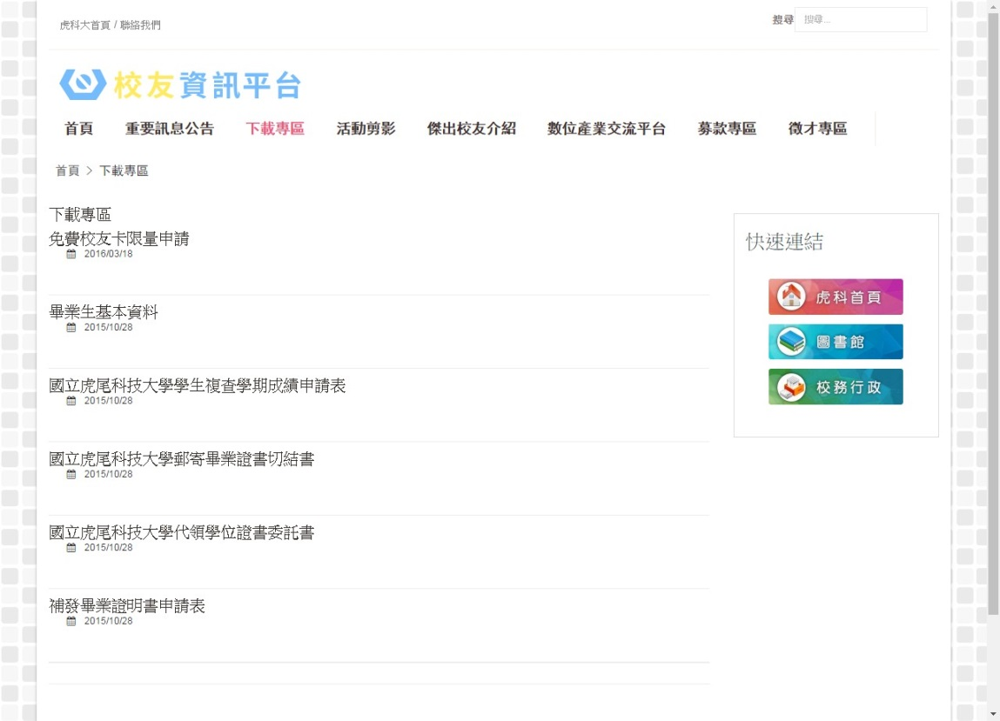 虎科大首頁 / 聯絡我們
搜尋 搜尋...
校友資訊平台
首頁 重要訊息公告 下載專區 活動剪影 傑出校友介紹 數位產業交流平台 募款專區 徵才專區
首頁 > 下載專區
下載專區
免費校友卡限量申請
2016/03/18
畢業生基本資料
2015/10/28
國立虎尾科技大學學生複查學期成績申請表
2015/10/28
國立虎尾科技大學郵寄畢業證書切結書
2015/10/28
國立虎尾科技大學代領學位證書委託書
2015/10/28
補發畢業證明書申請表
2015/10/28
快速連結
虎科首頁
圖書館
校務行政